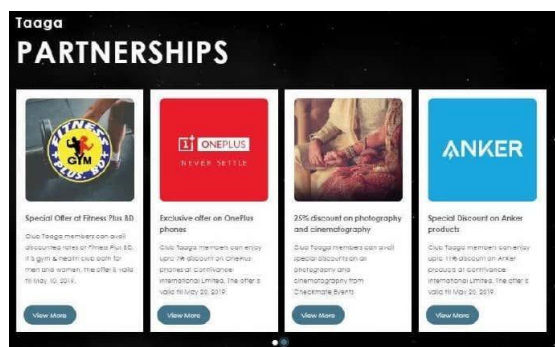 Taaga
PARTNERSHIPS
FITNESS
GYM
PLUS. BD
1+ ONEPLUS
NEVER SETTLE
ANKER
Special Offer at Fitness Plus BD
Club Taaga members can avail
discounted rates at Fitness Plus BD.
It's gym & health club both for
men and women, the offer is valid
till May 10, 2019.
View More
Exclusive offer on OnePlus
phones
Club Taaga members can enjoy
upto 7% discount on OnePlus
phones at Contrivance
International Limited. The offer is
valid till May 20, 2019
View More
25% discount on photography
and cinematography
Club Taaga members can avail
special discounts on all
photography and
cinematography from
Checkmate Events
View More
Special Discount on Anker
products
Club Taaga members can enjoy
upto 11% discount on Anker
products at Contrivance
International Limited. The offer is
valid till May 20, 2019
View More